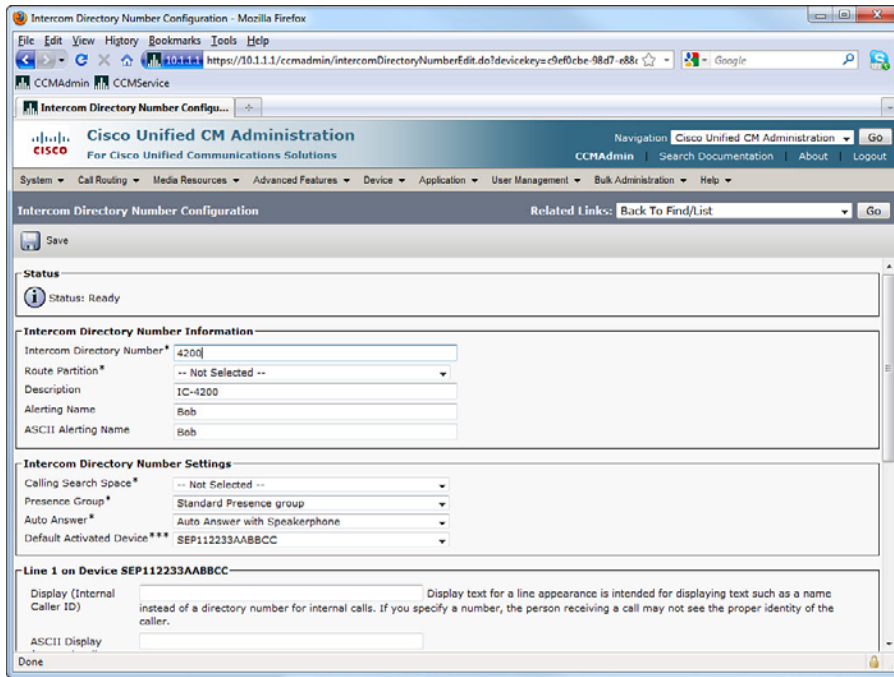 Intercom Directory Number Configuration - Mozilla Firefox
File Edit View History Bookmarks Tools Help
10.1.1.1 https://10.1.1.1/ccmadmin/intercomDirectoryNumberEdit.do?devicekey=c9ef0cbe-98d7-e88c Google
CCMAdmin CCMService
Intercom Directory Number Configu...
CISCO Cisco Unified CM Administration Navigation Cisco Unified CM Administration Go
For Cisco Unified Communications Solutions CCMAdmin | Search Documentation | About | Logout
System Call Routing Media Resources Advanced Features Device Application User Management Bulk Administration Help
Intercom Directory Number Configuration Related Links: Back To Find/List Go
Save
Status
Status: Ready
Intercom Directory Number Information
Intercom Directory Number* 4200
Route Partition* -- Not Selected --
Description IC-4200
Alerting Name Bob
ASCII Alerting Name Bob
Intercom Directory Number Settings
Calling Search Space* -- Not Selected --
Presence Group* Standard Presence group
Auto Answer* Auto Answer with Speakerphone
Default Activated Device*** SEP112233AABBCC
Line 1 on Device SEP112233AABBCC
Display (Internal Caller ID) Display text for a line appearance is intended for displaying text such as a name
instead of a directory number for internal calls. If you specify a number, the person receiving a call may not see the proper identity of the
caller.
ASCII Display
Done